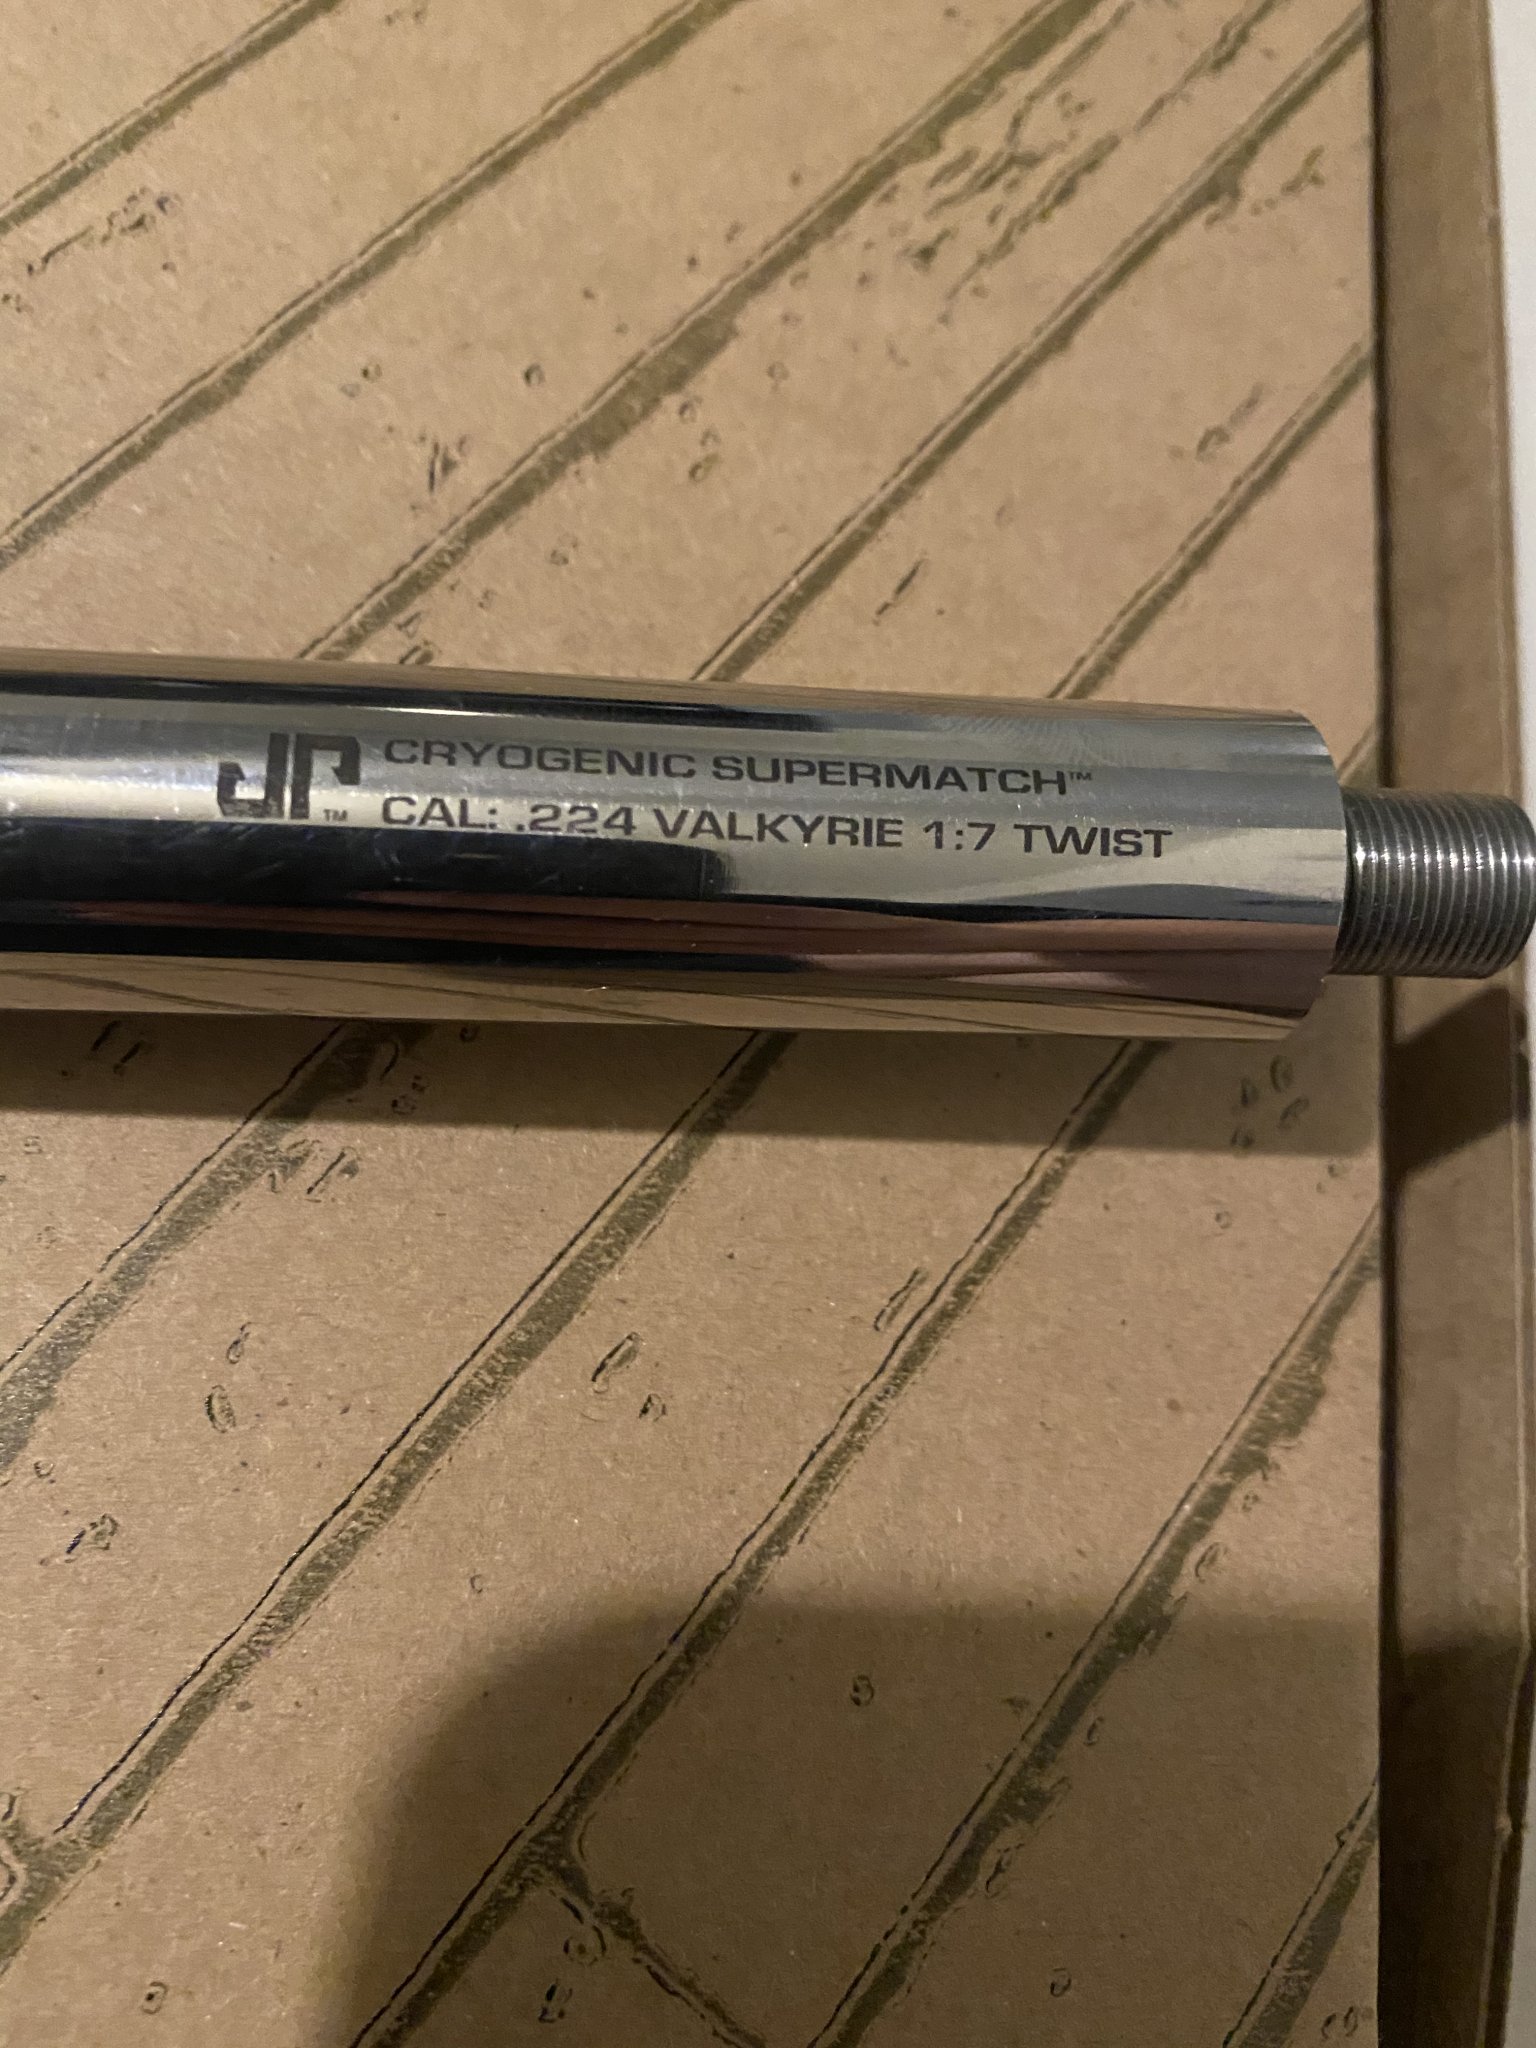 JP™ CRYOGENIC SUPERMATCH™
CAL: .224 VALKYRIE 1:7 TWIST